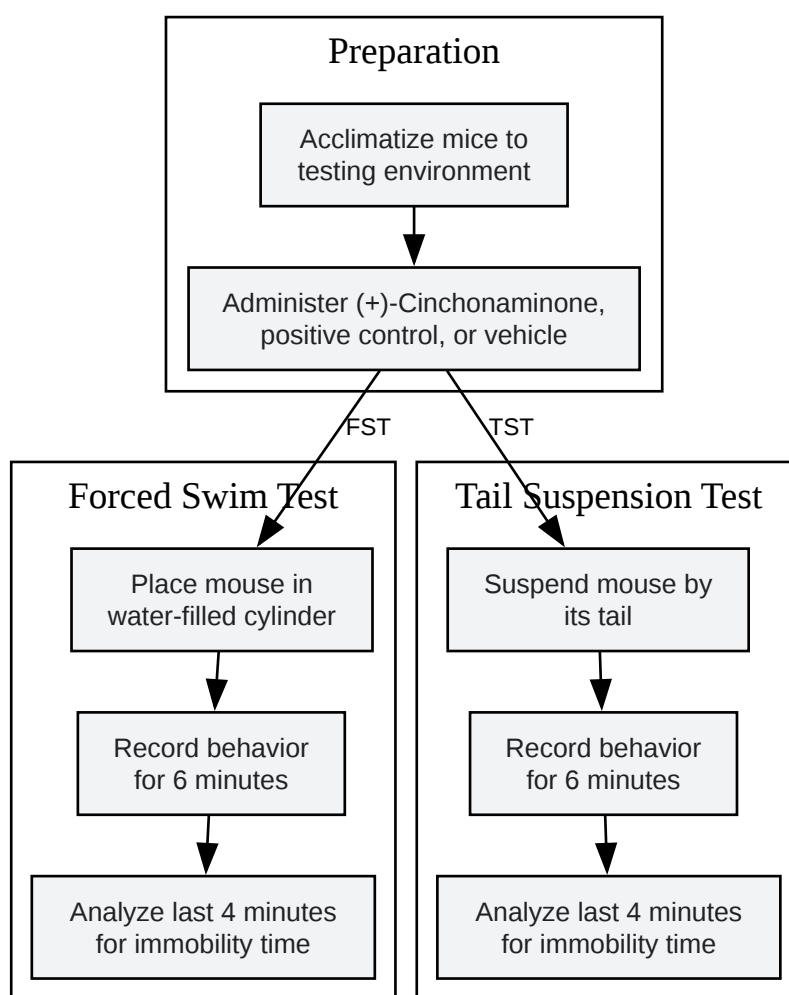 Preparation
Acclimatize mice to
testing environment
Administer (+)-Cinchonaminone,
positive control, or vehicle
FST
TST
Forced Swim Test
Place mouse in
water-filled cylinder
Record behavior
for 6 minutes
Analyze last 4 minutes
for immobility time
Tail Suspension Test
Suspend mouse by
its tail
Record behavior
for 6 minutes
Analyze last 4 minutes
for immobility time